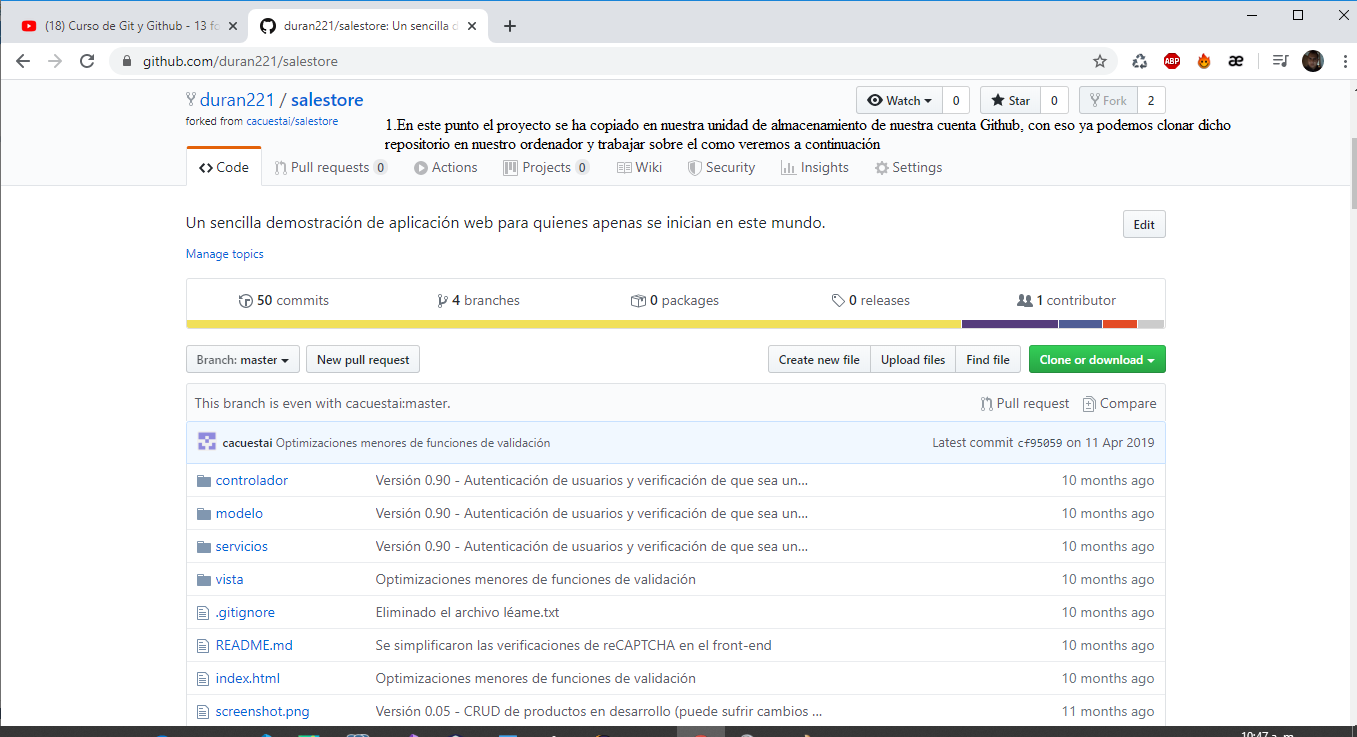 (18) Curso de Git y Github - 13 fo
duran221/salestore: Un sencilla d
github.com/duran221/salestore
ABP
æ
duran221 / salestore
Watch 0
Star 0
Fork 2
forked from cacuestai/salestore
1.En este punto el proyecto se ha copiado en nuestra unidad de almacenamiento de nuestra cuenta Github, con eso ya podemos clonar dicho
repositorio en nuestro ordenador y trabajar sobre el como veremos a continuación
Code
Pull requests 0
Actions
Projects 0
Wiki
Security
Insights
Settings
Un sencilla demostración de aplicación web para quienes apenas se inician en este mundo.
Edit
Manage topics
50 commits
4 branches
0 packages
0 releases
1 contributor
Branch: master
New pull request
Create new file
Upload files
Find file
Clone or download
This branch is even with cacuestai:master.
Pull request
Compare
cacuestai Optimizaciones menores de funciones de validación
Latest commit cf95059 on 11 Apr 2019
controlador Versión 0.90 - Autenticación de usuarios y verificación de que sea un... 10 months ago
modelo Versión 0.90 - Autenticación de usuarios y verificación de que sea un... 10 months ago
servicios Versión 0.90 - Autenticación de usuarios y verificación de que sea un... 10 months ago
vista Optimizaciones menores de funciones de validación 10 months ago
.gitignore Eliminado el archivo léame.txt 10 months ago
README.md Se simplificaron las verificaciones de reCAPTCHA en el front-end 10 months ago
index.html Optimizaciones menores de funciones de validación 10 months ago
screenshot.png Versión 0.05 - CRUD de productos en desarrollo (puede sufrir cambios ... 11 months ago
10:47 a. m.